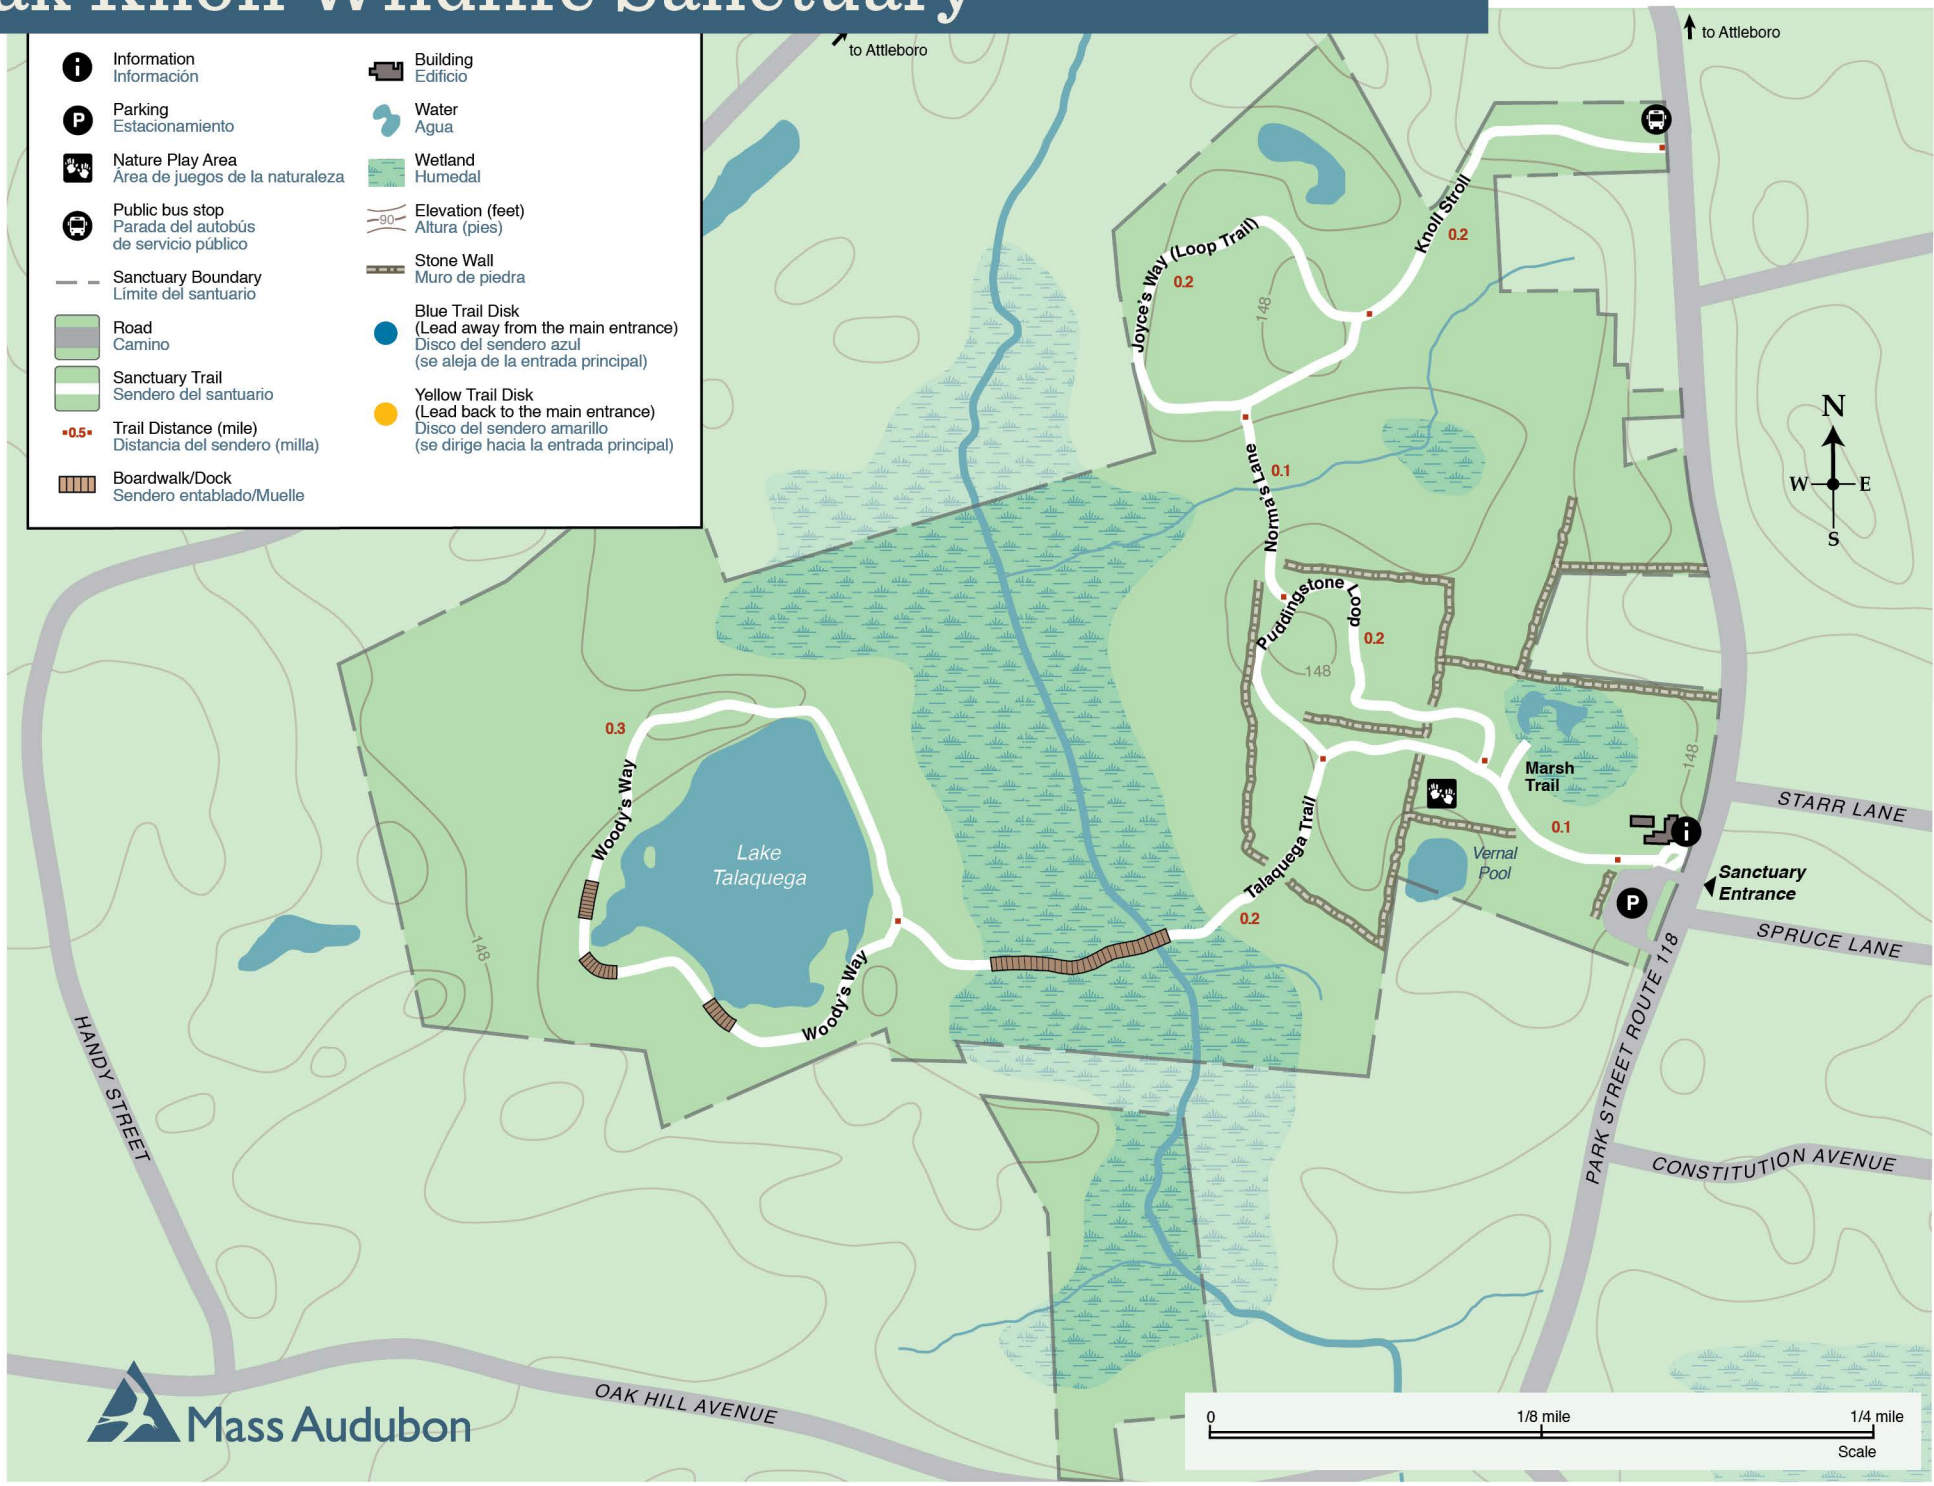 Knoll Wildlife Sanctuary
Information
Información
Parking
Estacionamiento
Nature Play Area
Área de juegos de la naturaleza
Public bus stop
Parada del autobús
de servicio público
Sanctuary Boundary
Límite del santuario
Road
Camino
Sanctuary Trail
Sendero del santuario
0.5
Trail Distance (mile)
Distancia del sendero (milla)
Boardwalk/Dock
Sendero entablado/Muelle
Building
Edificio
Water
Agua
Wetland
Humedal
90
Elevation (feet)
Altura (pies)
Stone Wall
Muro de piedra
Blue Trail Disk
(Lead away from the main entrance)
Disco del sendero azul
(se aleja de la entrada principal)
Yellow Trail Disk
(Lead back to the main entrance)
Disco del sendero amarillo
(se dirige hacia la entrada principal)
i
P
to Attleboro
to Attleboro
Knoll Stroll
0.2
Joyce's Way (Loop Trail)
0.2
148
N
W E
S
Norma's Lane
0.1
Puddingstone Loop
0.2
148
0.3
Woody's Way
Lake
Talaquega
Woody's Way
148
Talaquega Trail
0.2
Marsh
Trail
0.1
148
Vernal
Pool
i
P
Sanctuary
Entrance
STARR LANE
SPRUCE LANE
PARK STREET ROUTE 118
CONSTITUTION AVENUE
HANDY STREET
OAK HILL AVENUE
Mass Audubon
0 1/8 mile 1/4 mile
Scale